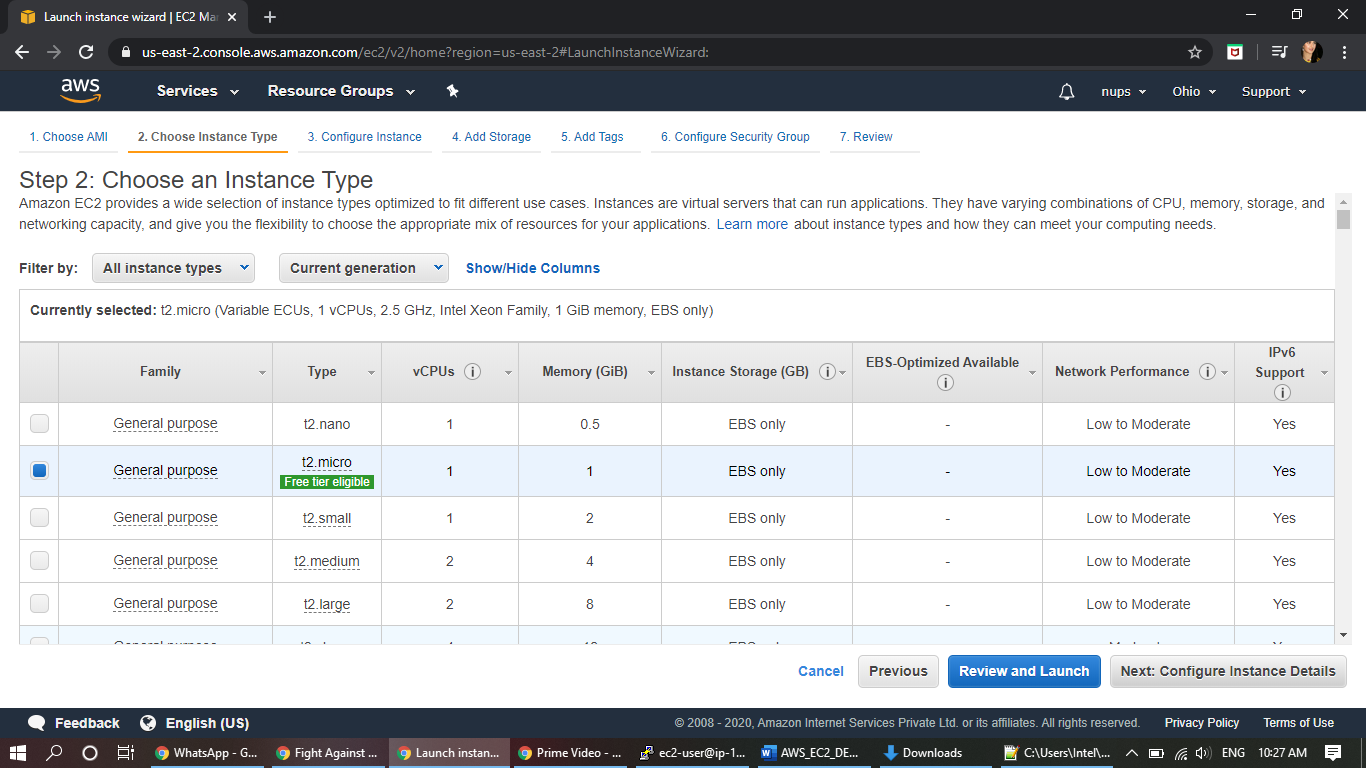 Launch instance wizard | EC2 Ma
us-east-2.console.aws.amazon.com/ec2/v2/home?region=us-east-2#LaunchInstanceWizard:
aws
Services
Resource Groups
nups
Ohio
Support
1. Choose AMI
2. Choose Instance Type
3. Configure Instance
4. Add Storage
5. Add Tags
6. Configure Security Group
7. Review
Step 2: Choose an Instance Type
Amazon EC2 provides a wide selection of instance types optimized to fit different use cases. Instances are virtual servers that can run applications. They have varying combinations of CPU, memory, storage, and
networking capacity, and give you the flexibility to choose the appropriate mix of resources for your applications. Learn more about instance types and how they can meet your computing needs.
Filter by: All instance types Current generation Show/Hide Columns
Currently selected: t2.micro (Variable ECUs, 1 vCPUs, 2.5 GHz, Intel Xeon Family, 1 GiB memory, EBS only)
Family Type vCPUs i Memory (GiB) Instance Storage (GB) i EBS-Optimized Available i Network Performance i IPv6 Support i
General purpose t2.nano 1 0.5 EBS only - Low to Moderate Yes
General purpose t2.micro 1 1 EBS only - Low to Moderate Yes
Free tier eligible
General purpose t2.small 1 2 EBS only - Low to Moderate Yes
General purpose t2.medium 2 4 EBS only - Low to Moderate Yes
General purpose t2.large 2 8 EBS only - Low to Moderate Yes
Cancel Previous Review and Launch Next: Configure Instance Details
Feedback English (US) © 2008 - 2020, Amazon Internet Services Private Ltd. or its affiliates. All rights reserved. Privacy Policy Terms of Use
WhatsApp - G... Fight Against ... Launch instan... Prime Video - ... ec2-user@ip-1... AWS_EC2_DE... Downloads C:\Users\Intel\... ENG 10:27 AM